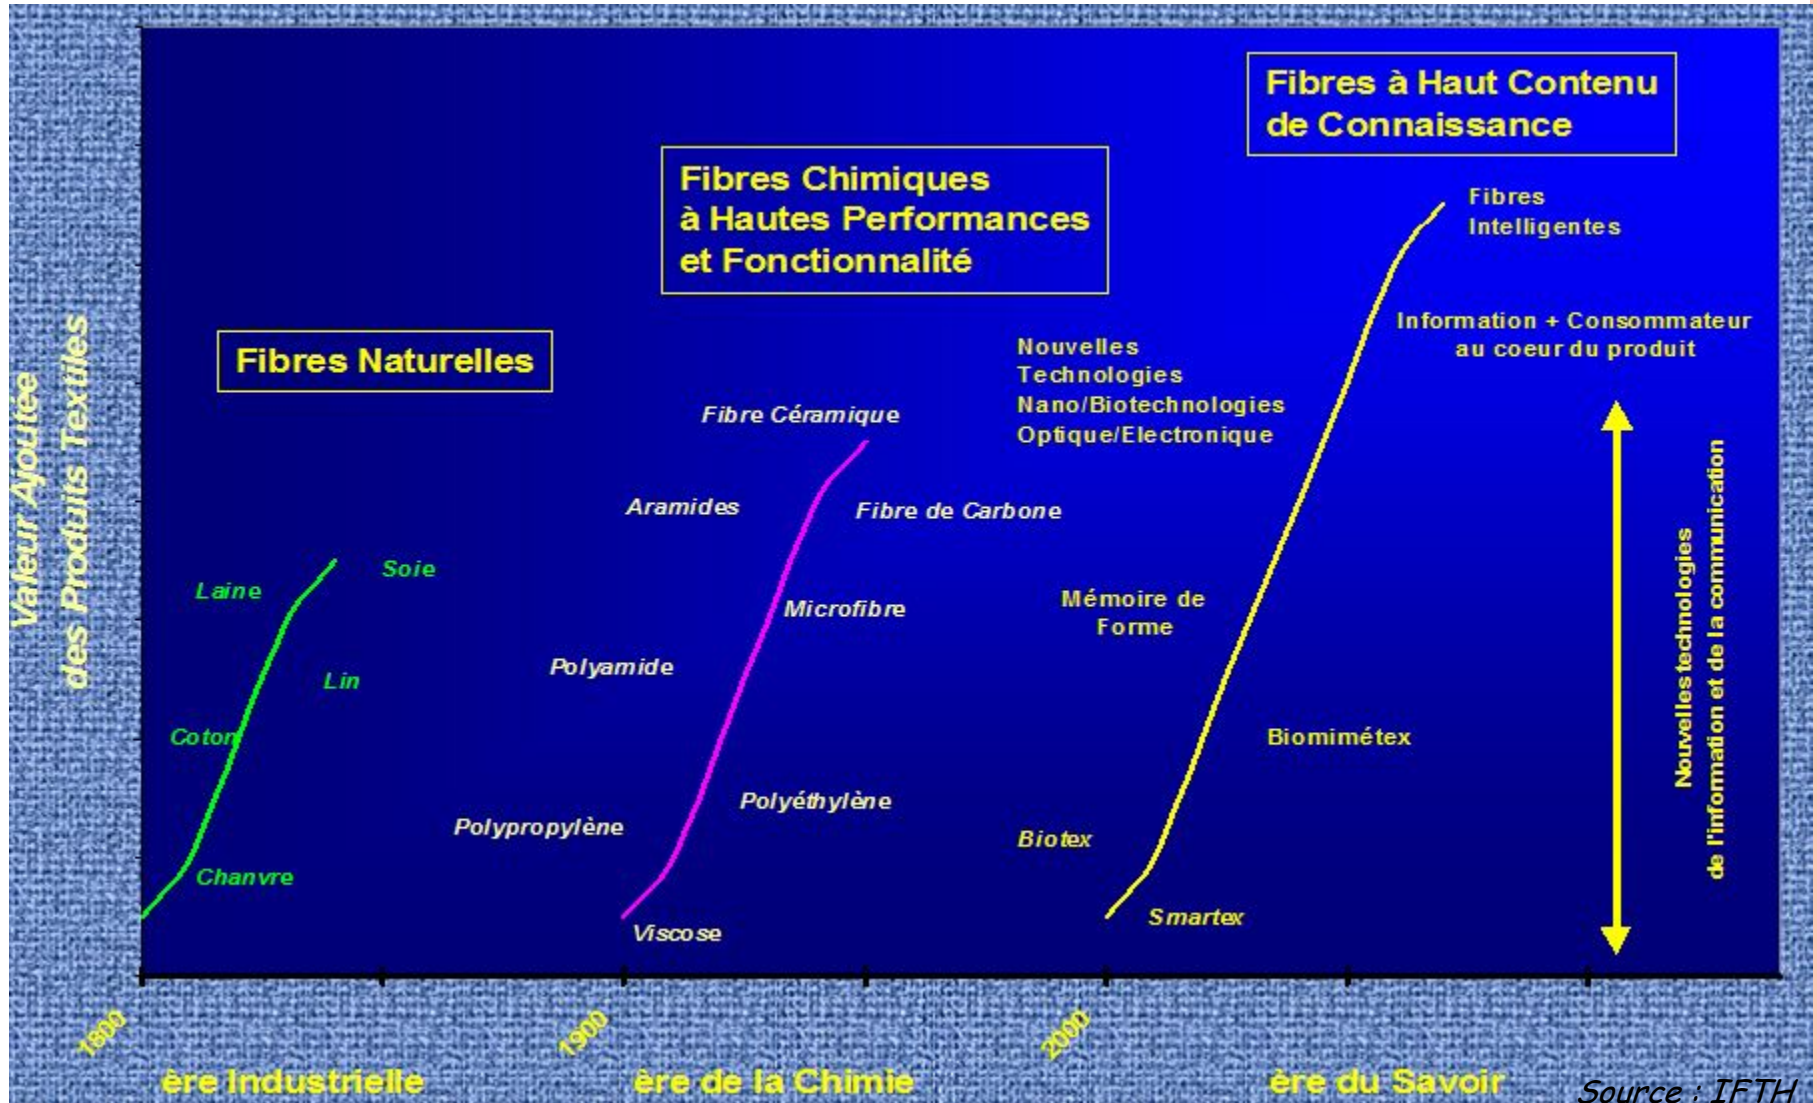 Fibres à Haut Contenu
de Connaissance
Fibres Chimiques
à Hautes Performances
et Fonctionnalité
Fibres Naturelles
Fibres
Intelligentes
Information + Consommateur
au coeur du produit
Nouvelles
Technologies
Nano/Biotechnologies
Optique/Electronique
Fibre Céramique
Aramides
Fibre de Carbone
Soie
Laine
Microfibre
Mémoire de
Forme
Polyamide
Lin
Coton
Biomimétex
Polyéthylène
Polypropylène
Biotex
Chanvre
Smartex
Viscose
Valeur Ajoutée
des Produits Textiles
Nouvelles technologies
de l'information et de la communication
1800
1900
2000
ère Industrielle
ère de la Chimie
ère du Savoir
Source : IFTH